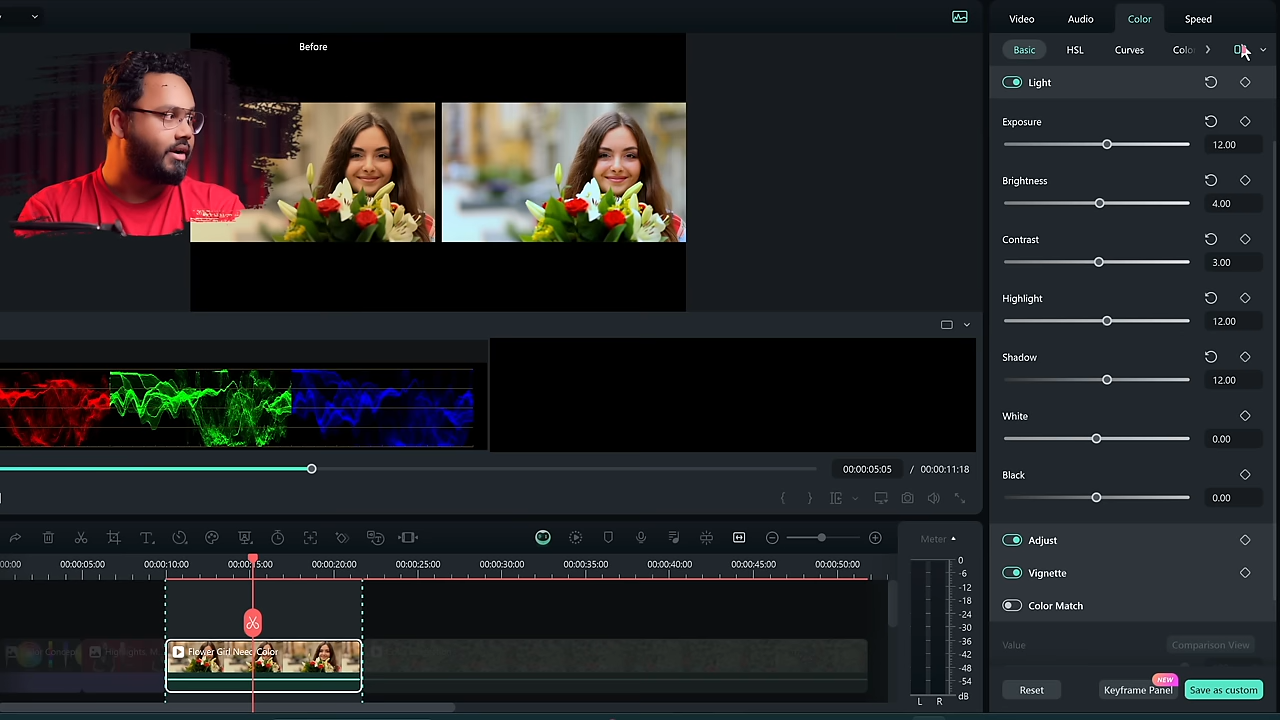 Video Audio Color Speed
Before
Basic HSL Curves
Light
Exposure
12.00
Brightness
4.00
Contrast
3.00
Highlight
12.00
Shadow
12.00
White
0.00
Black
0.00
00:00:05:05 / 00:00:11:18
Adjust
Vignette
Color Match
Value Comparison View
Reset Keyframe Panel NEW Save as custom
Meter
00:00:05:00 00:00:10:00 00:00:15:00 00:00:20:00 00:00:25:00 00:00:30:00 00:00:35:00 00:00:40:00 00:00:45:00 00:00:50:00
0
-6
-12
-18
-24
-30
-36
-42
-48
-54
dB
L R
Flower Girl Need Color